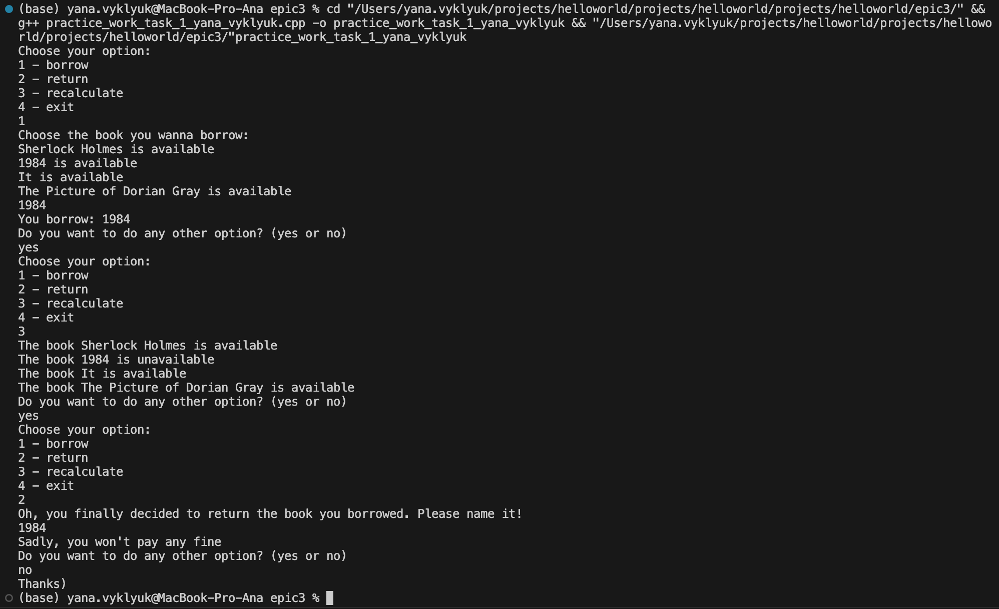 (base) yana.vyklyuk@MacBook-Pro-Ana epic3 % cd "/Users/yana.vyklyuk/projects/helloworld/projects/helloworld/projects/helloworld/epic3/" &&
g++ practice_work_task_1_yana_vyklyuk.cpp -o practice_work_task_1_yana_vyklyuk && "/Users/yana.vyklyuk/projects/helloworld/projects/hellowo
rld/projects/helloworld/epic3/"practice_work_task_1_yana_vyklyuk
Choose your option:
1 - borrow
2 - return
3 - recalculate
4 - exit
1
Choose the book you wanna borrow:
Sherlock Holmes is available
1984 is available
It is available
The Picture of Dorian Gray is available
1984
You borrow: 1984
Do you want to do any other option? (yes or no)
yes
Choose your option:
1 - borrow
2 - return
3 - recalculate
4 - exit
3
The book Sherlock Holmes is available
The book 1984 is unavailable
The book It is available
The book The Picture of Dorian Gray is available
Do you want to do any other option? (yes or no)
yes
Choose your option:
1 - borrow
2 - return
3 - recalculate
4 - exit
2
Oh, you finally decided to return the book you borrowed. Please name it!
1984
Sadly, you won't pay any fine
Do you want to do any other option? (yes or no)
no
Thanks)
(base) yana.vyklyuk@MacBook-Pro-Ana epic3 %